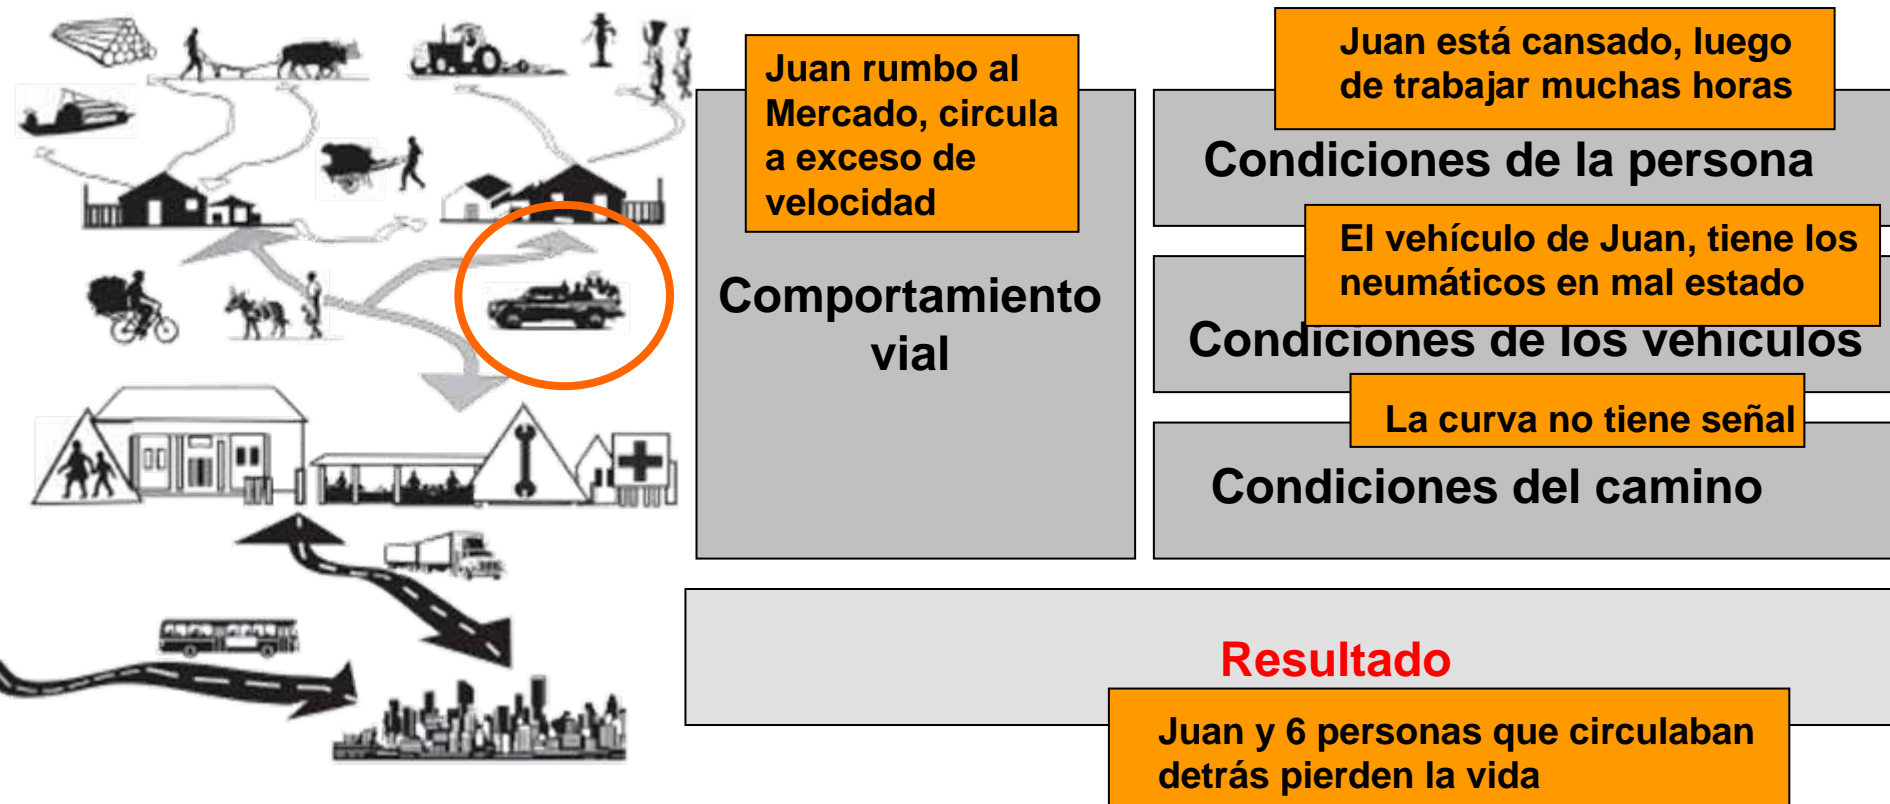 Juan rumbo al
Mercado, circula
a exceso de
velocidad
Comportamiento
vial
Juan está cansado, luego
de trabajar muchas horas
Condiciones de la persona
El vehículo de Juan, tiene los
neumáticos en mal estado
Condiciones de los vehículos
La curva no tiene señal
Condiciones del camino
Resultado
Juan y 6 personas que circulaban
detrás pierden la vida